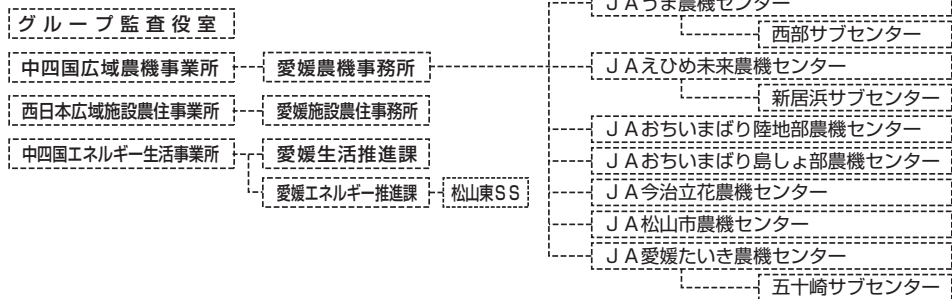 グループ監査役室
中四国広域農機事業所
愛媛農機事務所
西日本広域施設農住事業所
愛媛施設農住事務所
中四国エネルギー生活事業所
愛媛生活推進課
愛媛エネルギー推進課
松山東SS
JAうま農機センター
西部サブセンター
JAえひめ未来農機センター
新居浜サブセンター
JAおちいまばり陸地部農機センター
JAおちいまばり島しょ部農機センター
JA今治立花農機センター
JA松山市農機センター
JA愛媛たいき農機センター
五十崎サブセンター